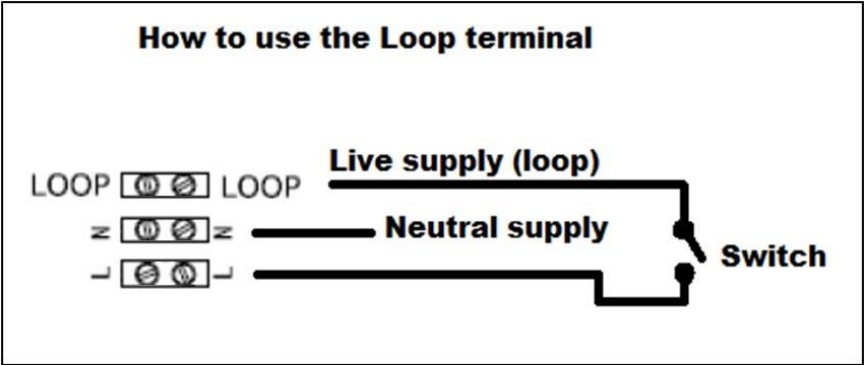 How to use the Loop terminal
Live supply (loop)
LOOP LOOP
N N Neutral supply
L L
Switch